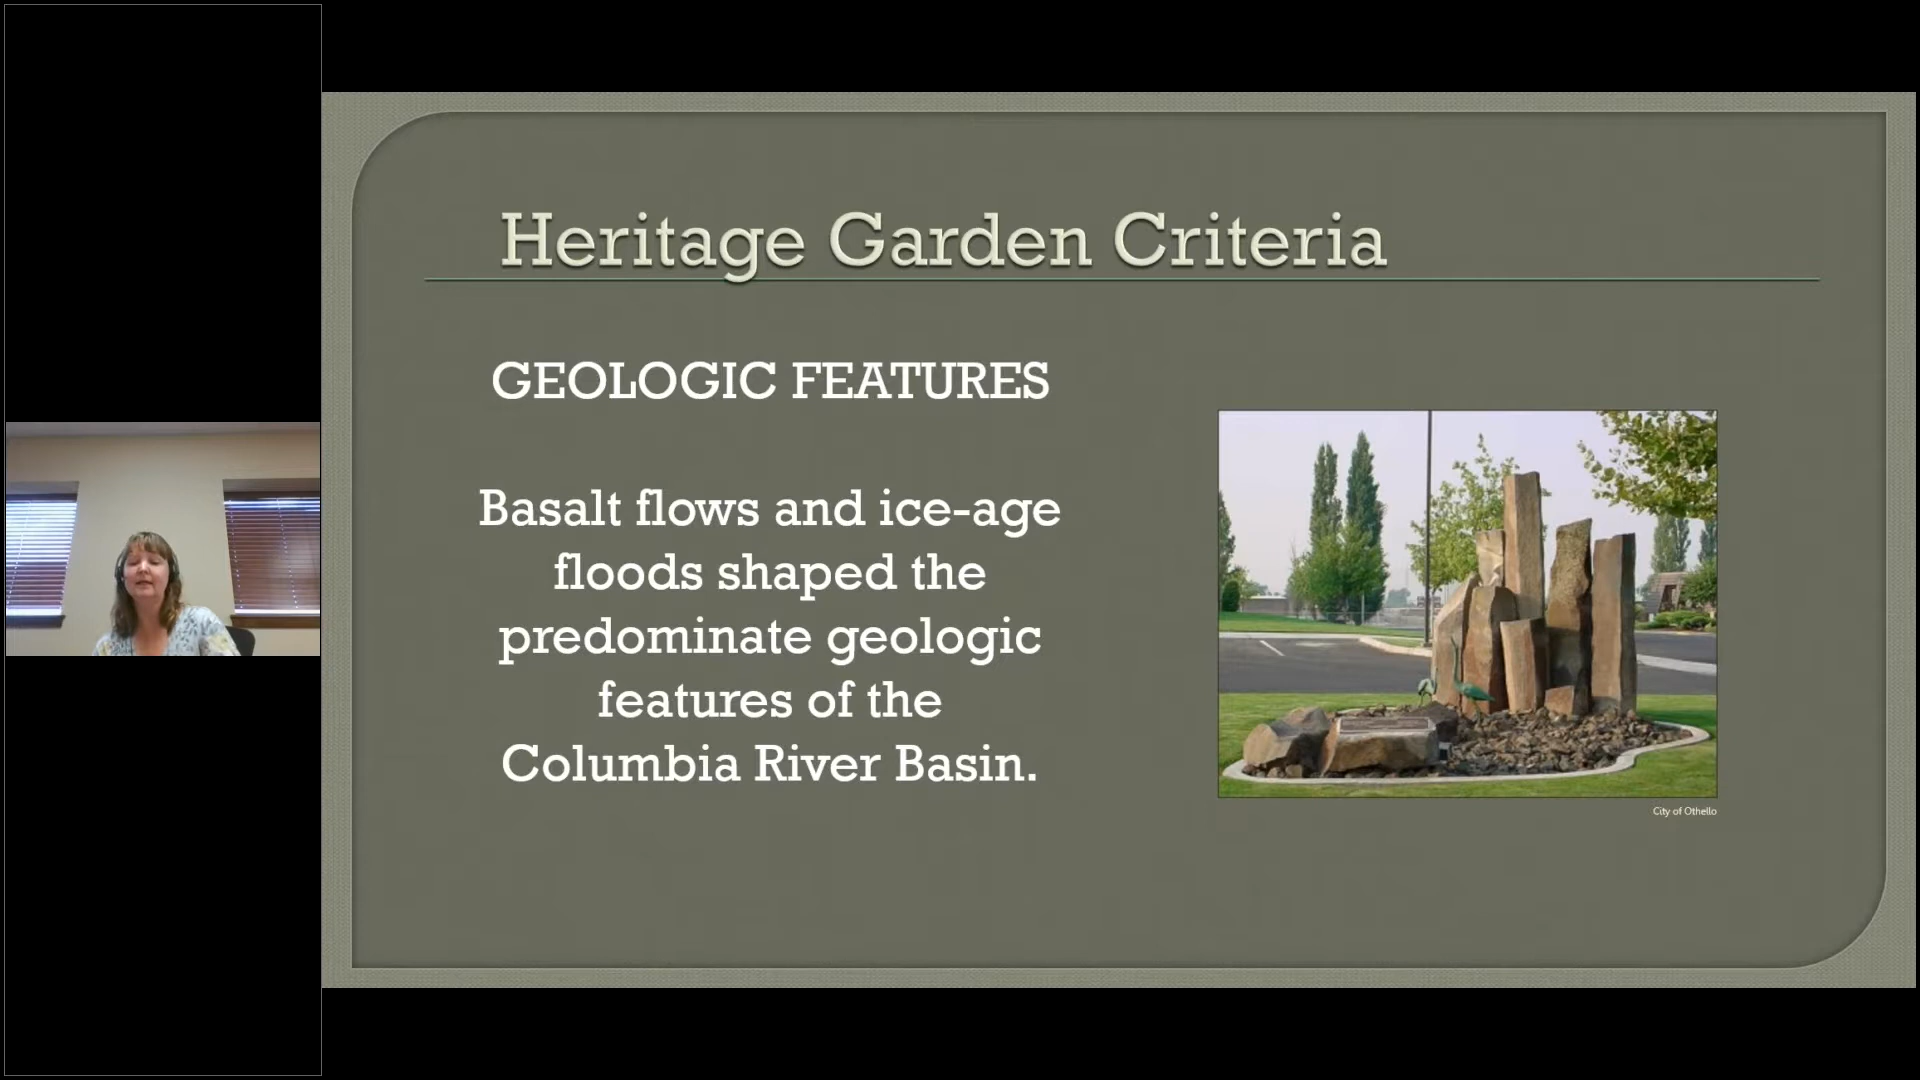 Heritage Garden Criteria
GEOLOGIC FEATURES
Basalt flows and ice-age
floods shaped the
predominate geologic
features of the
Columbia River Basin.
City of Othello